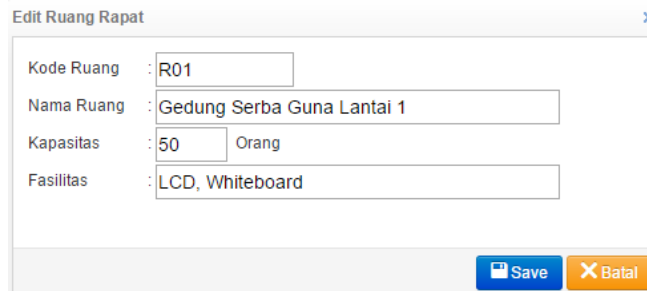 Edit Ruang Rapat
Kode Ruang : R01
Nama Ruang : Gedung Serba Guna Lantai 1
Kapasitas : 50 Orang
Fasilitas : LCD, Whiteboard
Save Batal